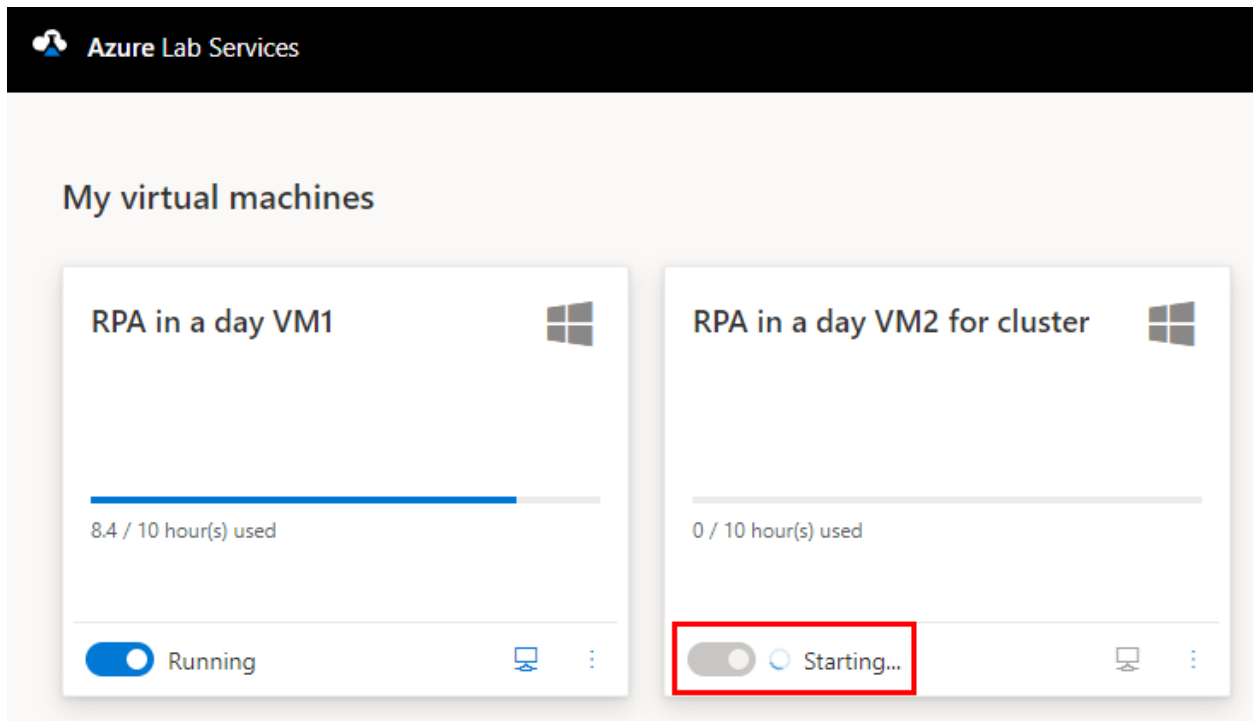 Azure Lab Services
My virtual machines
RPA in a day VM1
8.4 / 10 hour(s) used
Running
RPA in a day VM2 for cluster
0 / 10 hour(s) used
Starting...